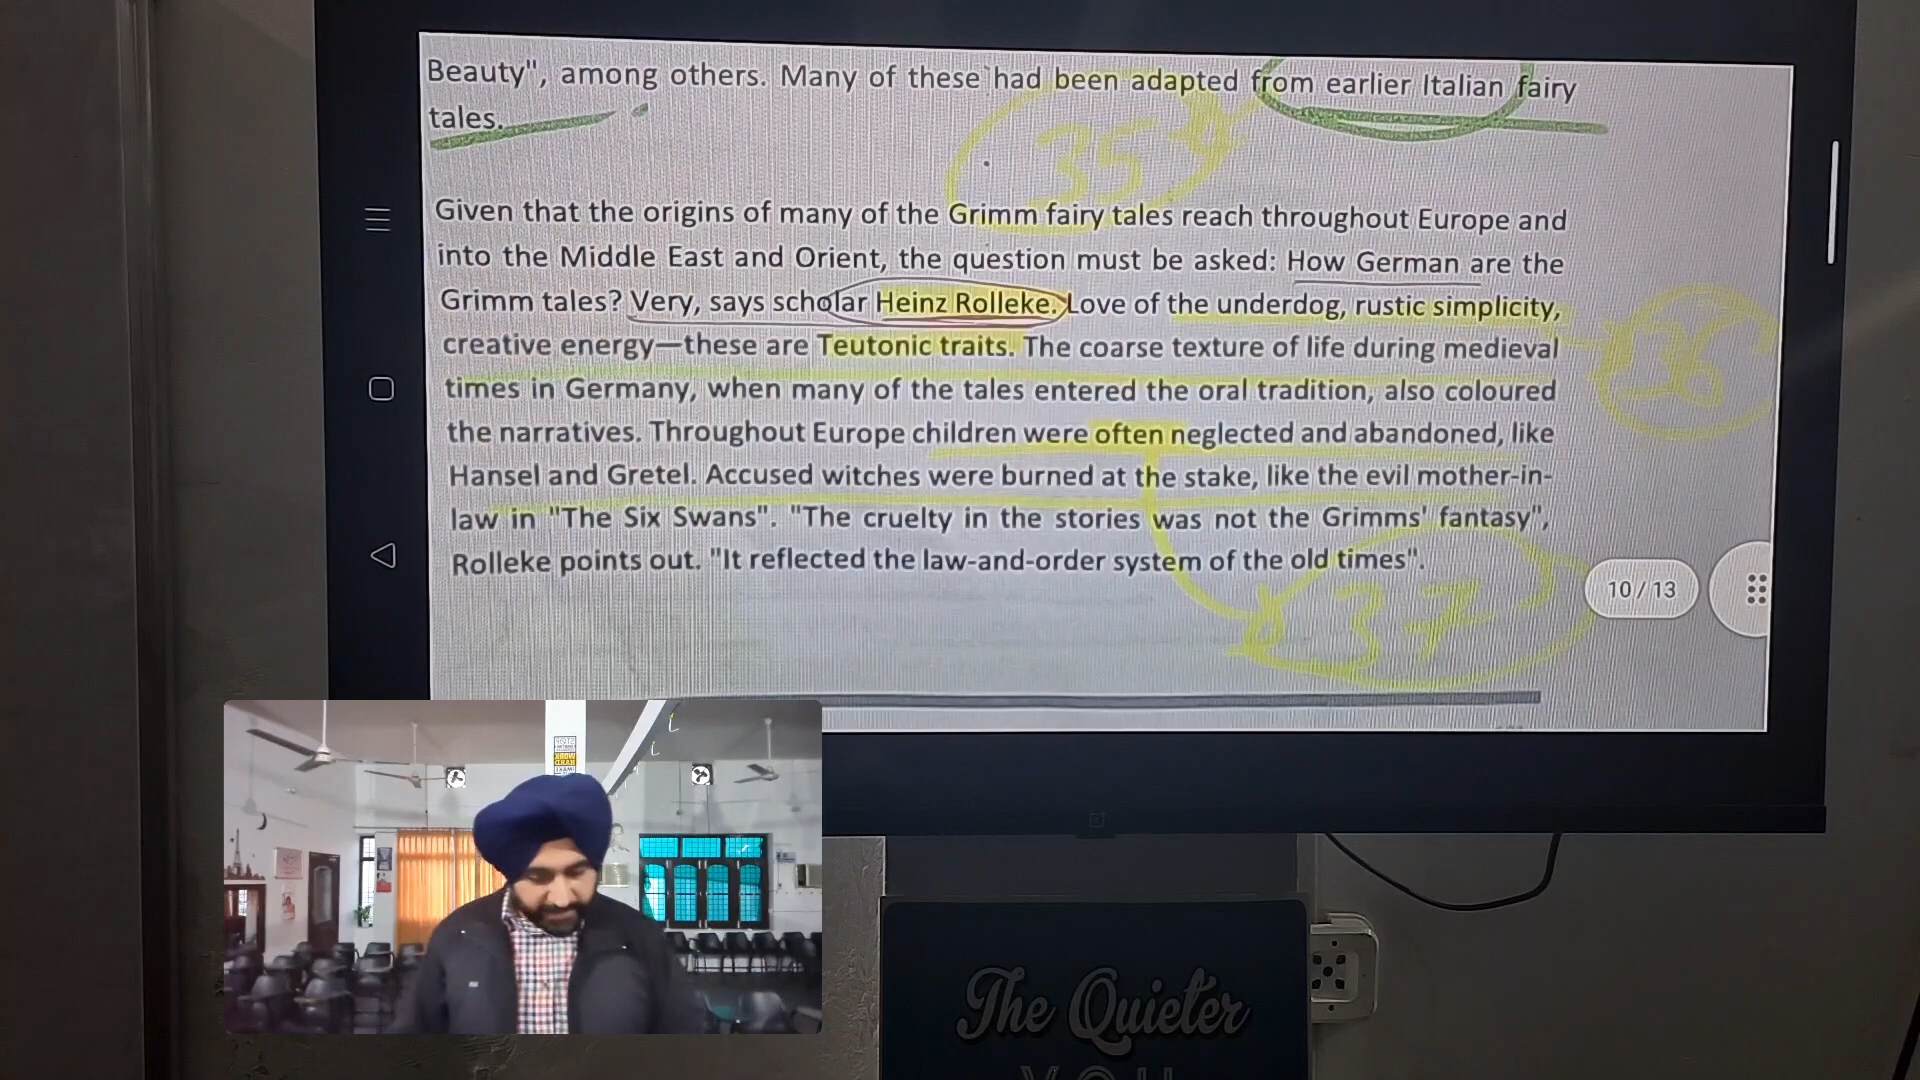 Beauty", among others. Many of these had been adapted from earlier Italian fairy
tales.
35
Given that the origins of many of the Grimm fairy tales reach throughout Europe and
into the Middle East and Orient, the question must be asked: How German are the
Grimm tales? Very, says scholar Heinz Rolleke. Love of the underdog, rustic simplicity,
creative energy—these are Teutonic traits. The coarse texture of life during medieval
36
times in Germany, when many of the tales entered the oral tradition, also coloured
the narratives. Throughout Europe children were often neglected and abandoned, like
Hansel and Gretel. Accused witches were burned at the stake, like the evil mother-in-
law in "The Six Swans". "The cruelty in the stories was not the Grimms' fantasy",
Rolleke points out. "It reflected the law-and-order system of the old times".
10/13
37
The Quieter
YOU